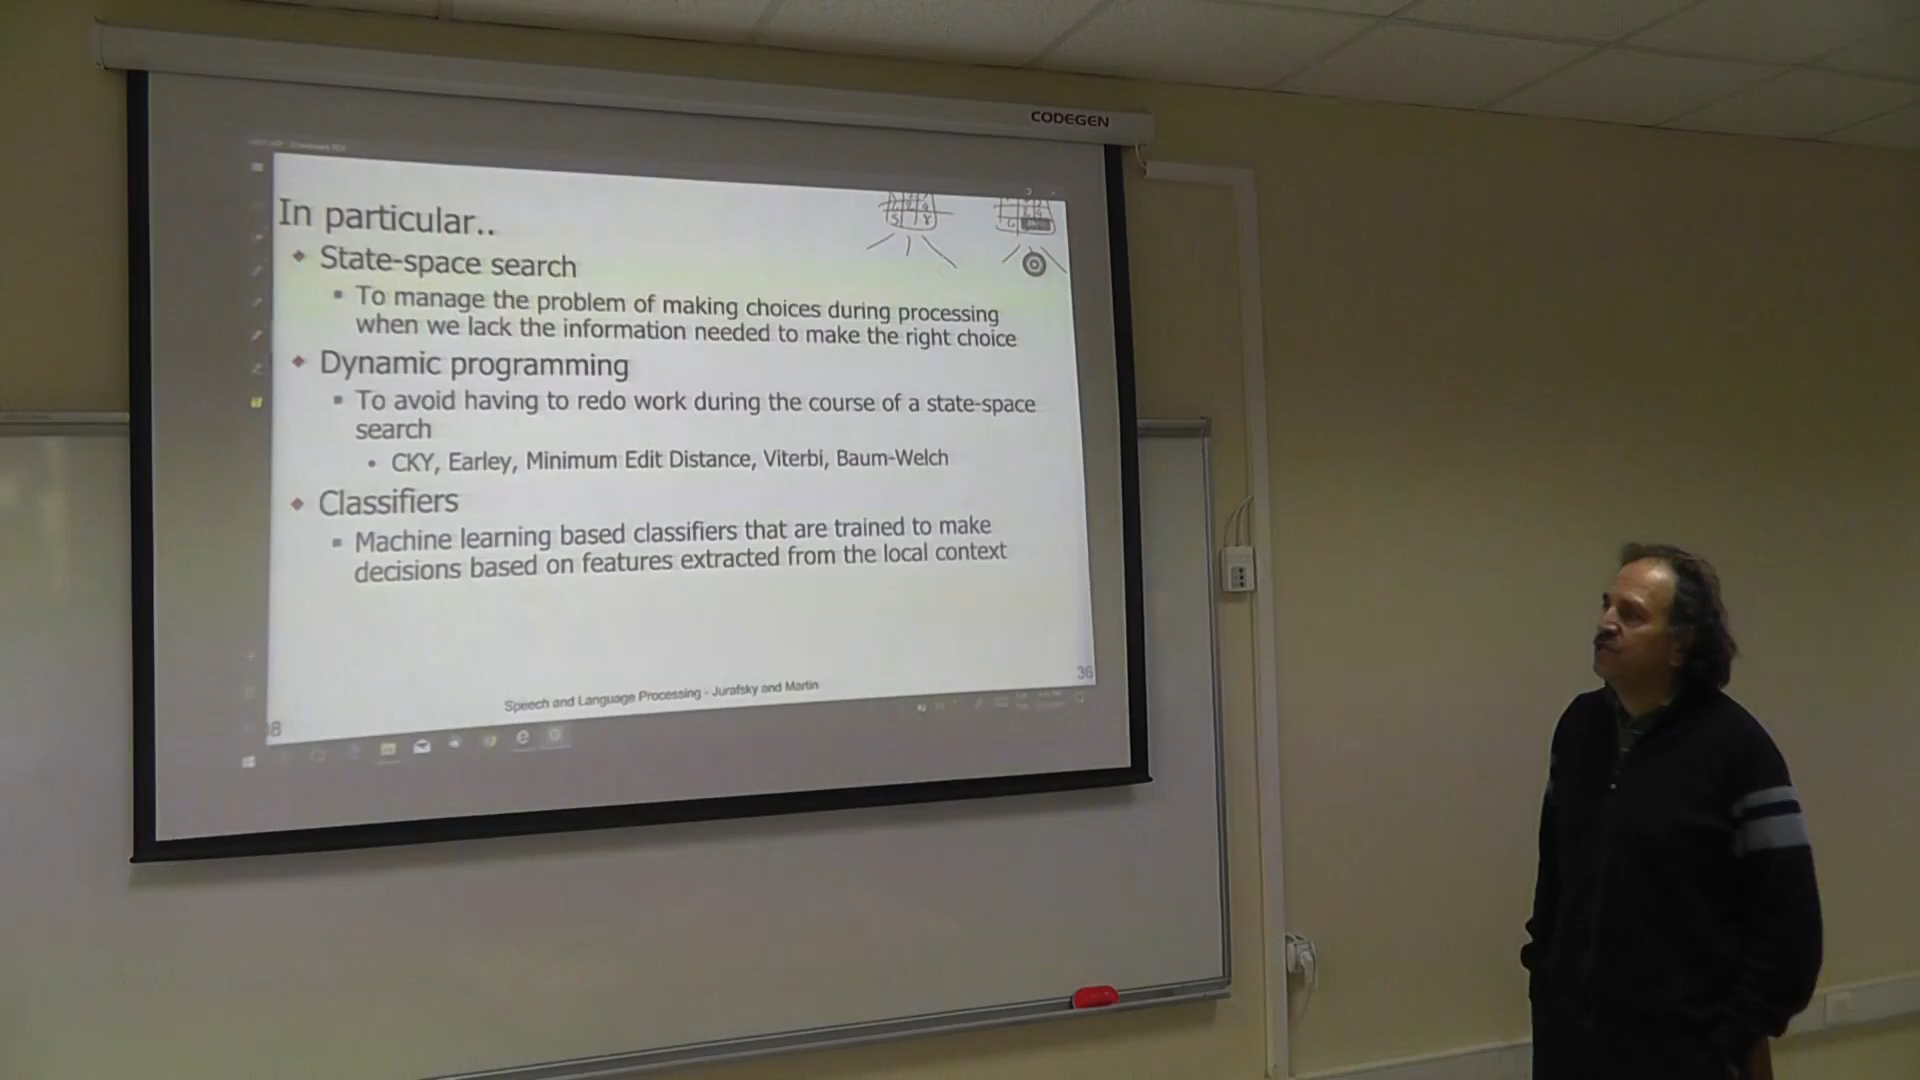 CODEGEN
In particular..
State-space search
To manage the problem of making choices during processing
when we lack the information needed to make the right choice
Dynamic programming
To avoid having to redo work during the course of a state-space
search
CKY, Earley, Minimum Edit Distance, Viterbi, Baum-Welch
Classifiers
Machine learning based classifiers that are trained to make
decisions based on features extracted from the local context
Speech and Language Processing - Jurafsky and Martin
36